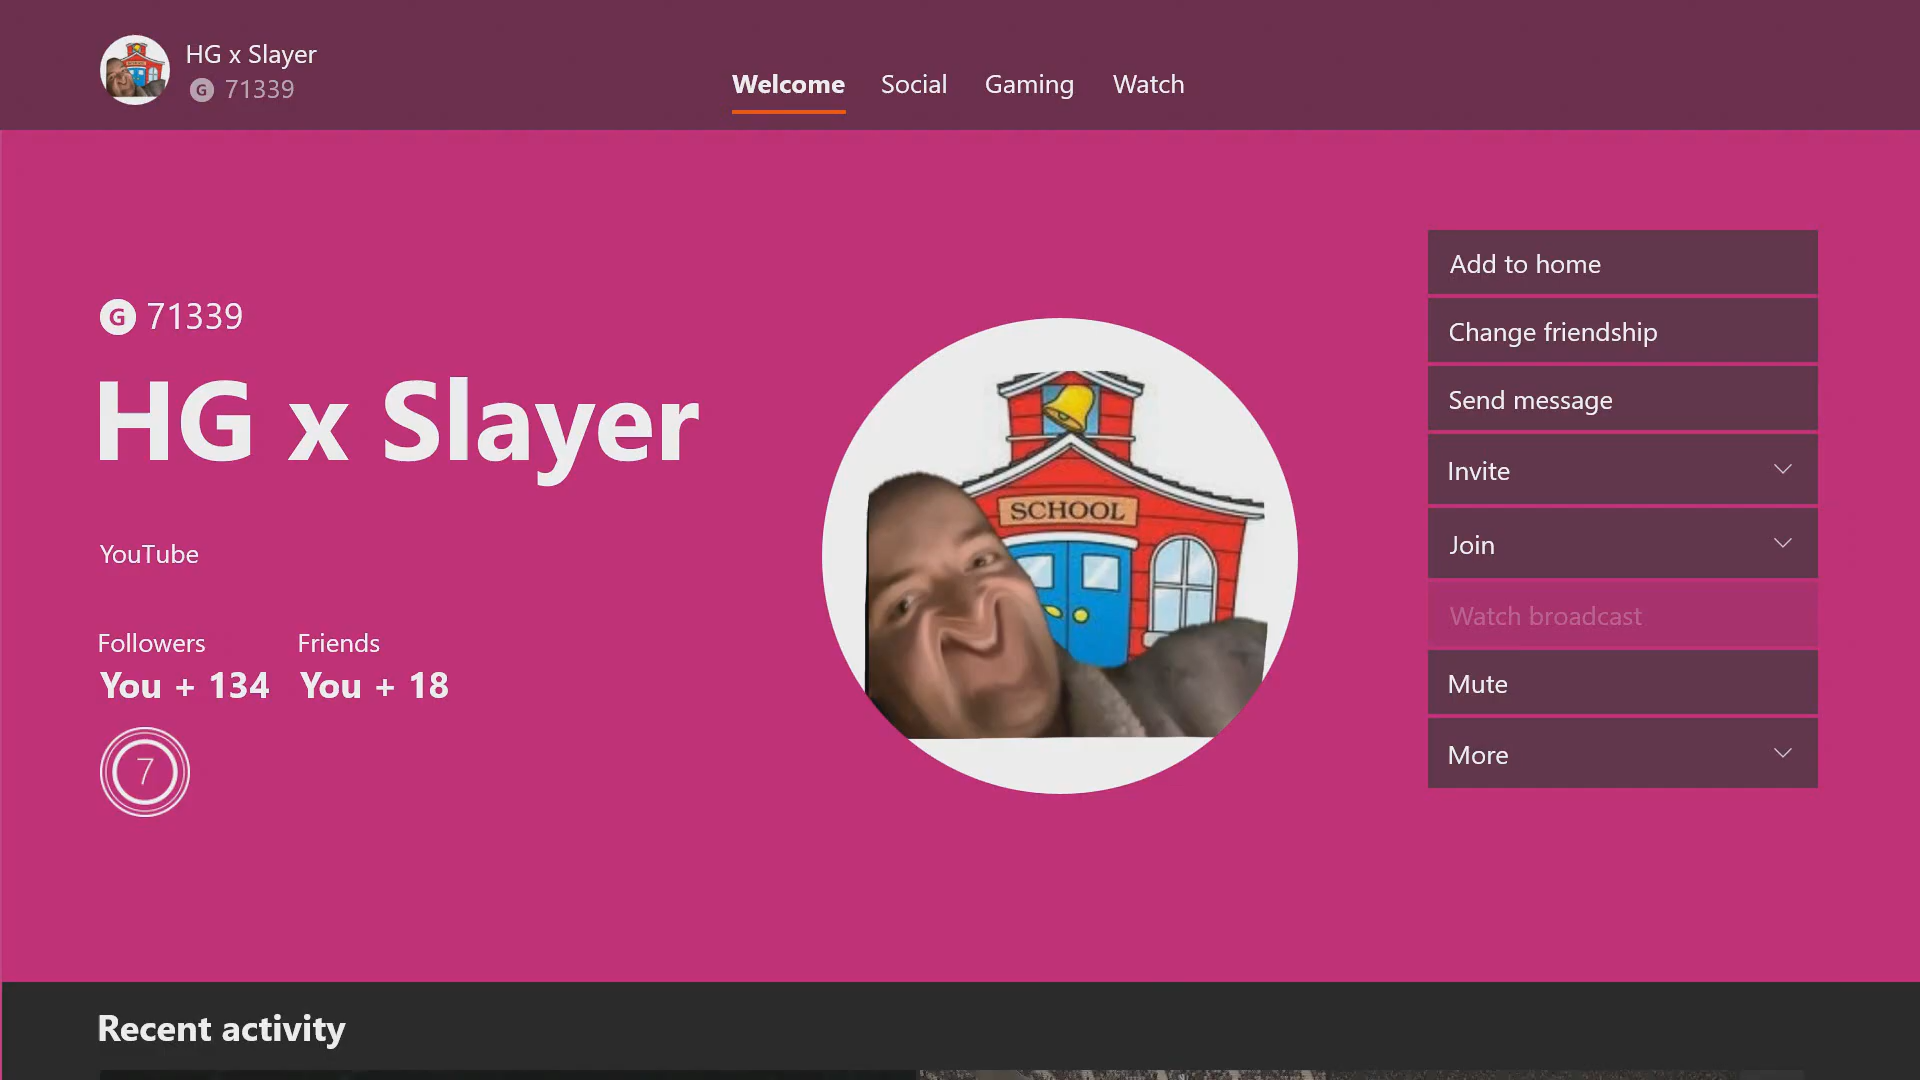 HG x Slayer
G 71339
Welcome Social Gaming Watch
G 71339
HG x Slayer
YouTube
Followers Friends
You + 134 You + 18
7
SCHOOL
Add to home
Change friendship
Send message
Invite
Join
Watch broadcast
Mute
More
Recent activity